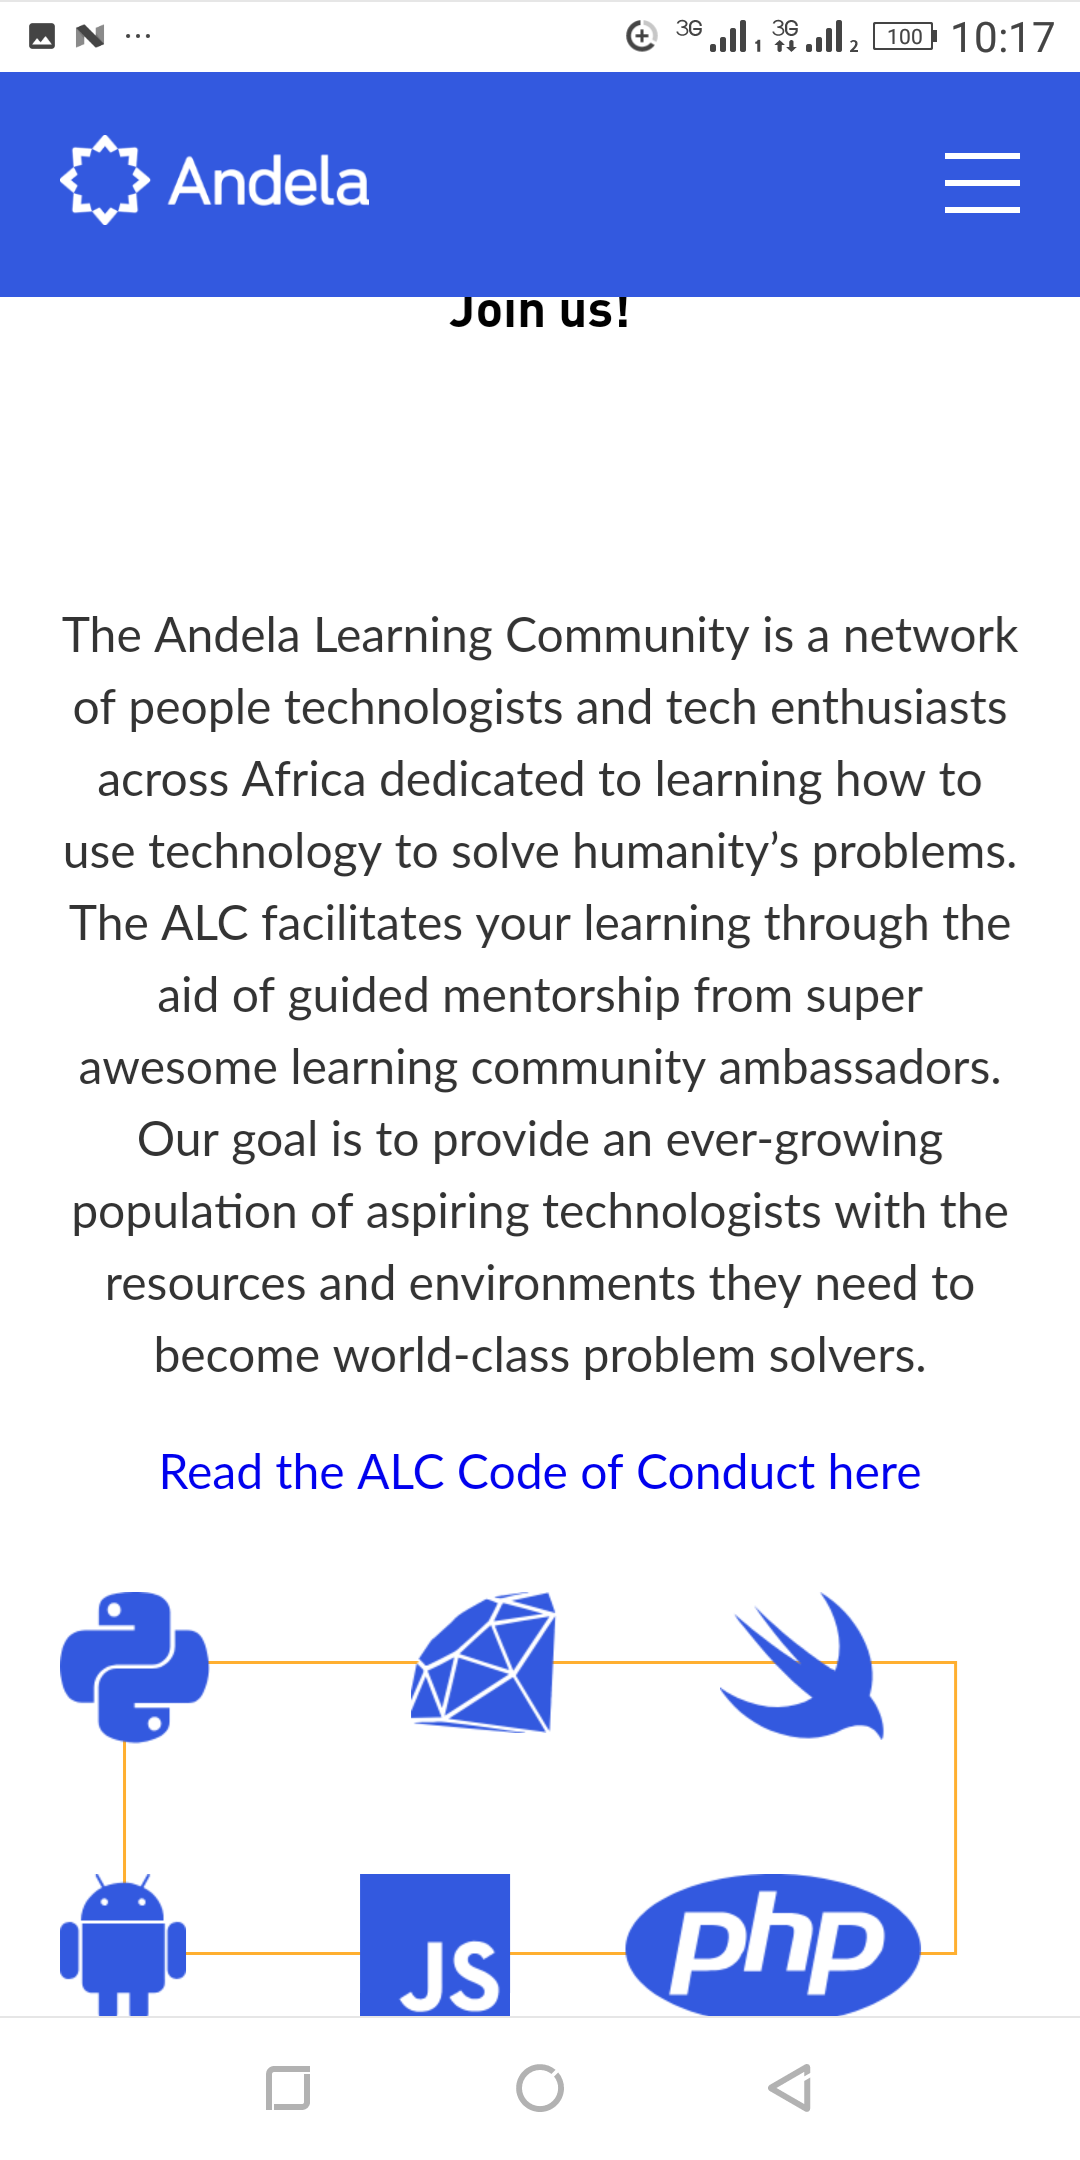 3G 1 3G 2 100 10:17
Andela
Join us!
The Andela Learning Community is a network
of people technologists and tech enthusiasts
across Africa dedicated to learning how to
use technology to solve humanity’s problems.
The ALC facilitates your learning through the
aid of guided mentorship from super
awesome learning community ambassadors.
Our goal is to provide an ever-growing
population of aspiring technologists with the
resources and environments they need to
become world-class problem solvers.
Read the ALC Code of Conduct here
JS php